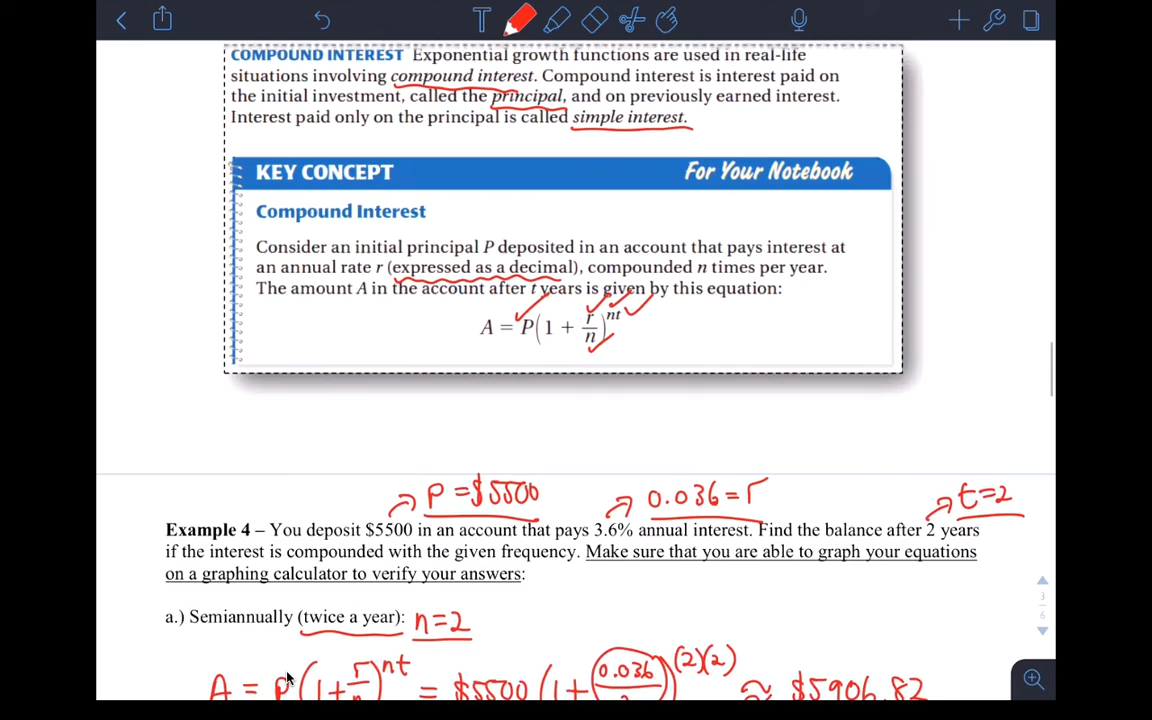 COMPOUND INTEREST Exponential growth functions are used in real-life
situations involving compound interest. Compound interest is interest paid on
the initial investment, called the principal, and on previously earned interest.
Interest paid only on the principal is called simple interest.
KEY CONCEPT For Your Notebook
Compound Interest
Consider an initial principal P deposited in an account that pays interest at
an annual rate r (expressed as a decimal), compounded n times per year.
The amount A in the account after t years is given by this equation:
A = P(1 + r/n)^nt
P = $5500 0.036 = r t=2
Example 4 – You deposit $5500 in an account that pays 3.6% annual interest. Find the balance after 2 years
if the interest is compounded with the given frequency. Make sure that you are able to graph your equations
on a graphing calculator to verify your answers:
3
6
a.) Semiannually (twice a year): n=2
A = P(1+r/n)^nt = $5500 (1+0.036/2)^(2)(2) ≈ $5906.82